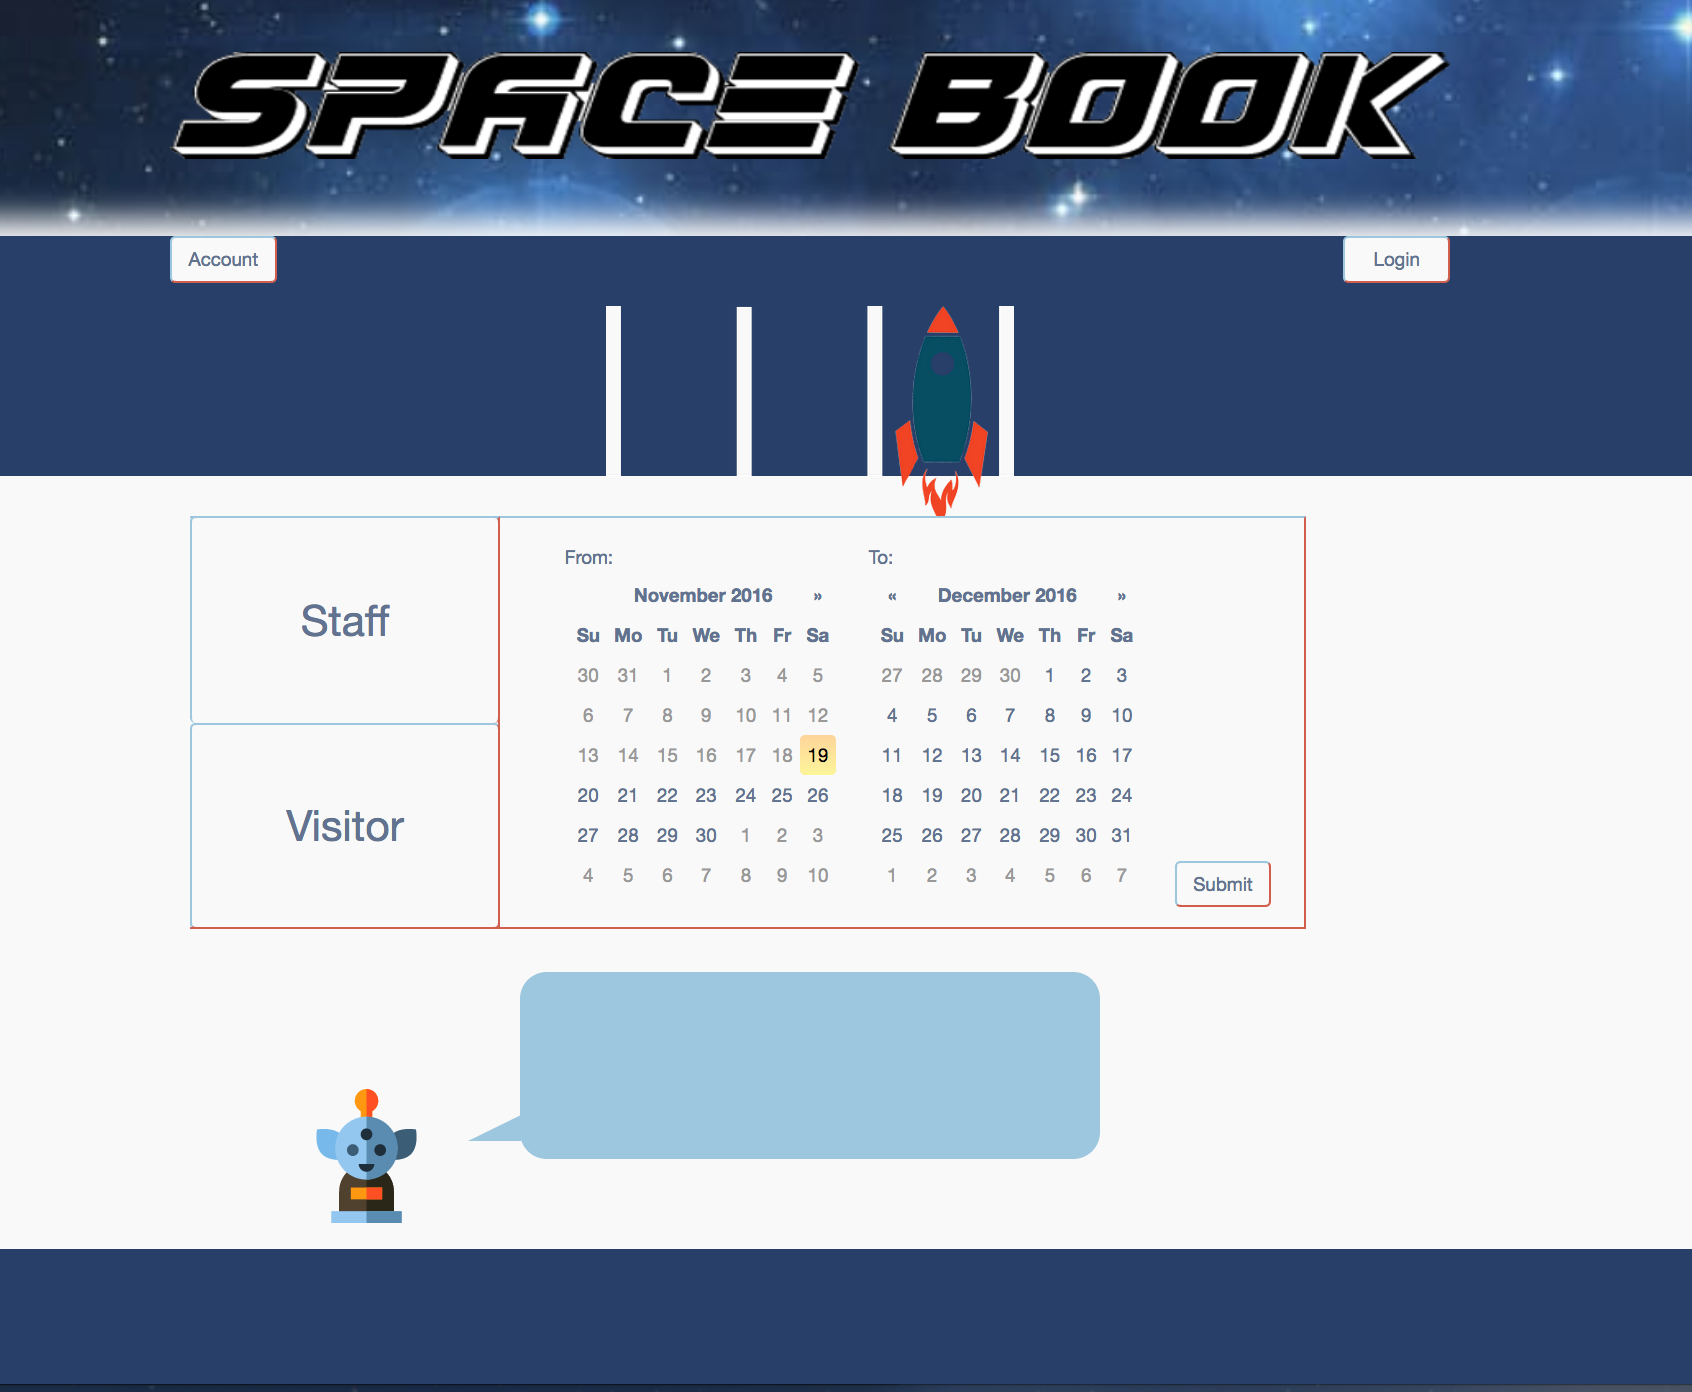 SPACE BOOK
Account
Login
From:
To:
November 2016 »
« December 2016 »
Su Mo Tu We Th Fr Sa
Su Mo Tu We Th Fr Sa
30 31 1 2 3 4 5
27 28 29 30 1 2 3
6 7 8 9 10 11 12
4 5 6 7 8 9 10
13 14 15 16 17 18 19
11 12 13 14 15 16 17
20 21 22 23 24 25 26
18 19 20 21 22 23 24
27 28 29 30 1 2 3
25 26 27 28 29 30 31
4 5 6 7 8 9 10
1 2 3 4 5 6 7
Staff
Visitor
Submit